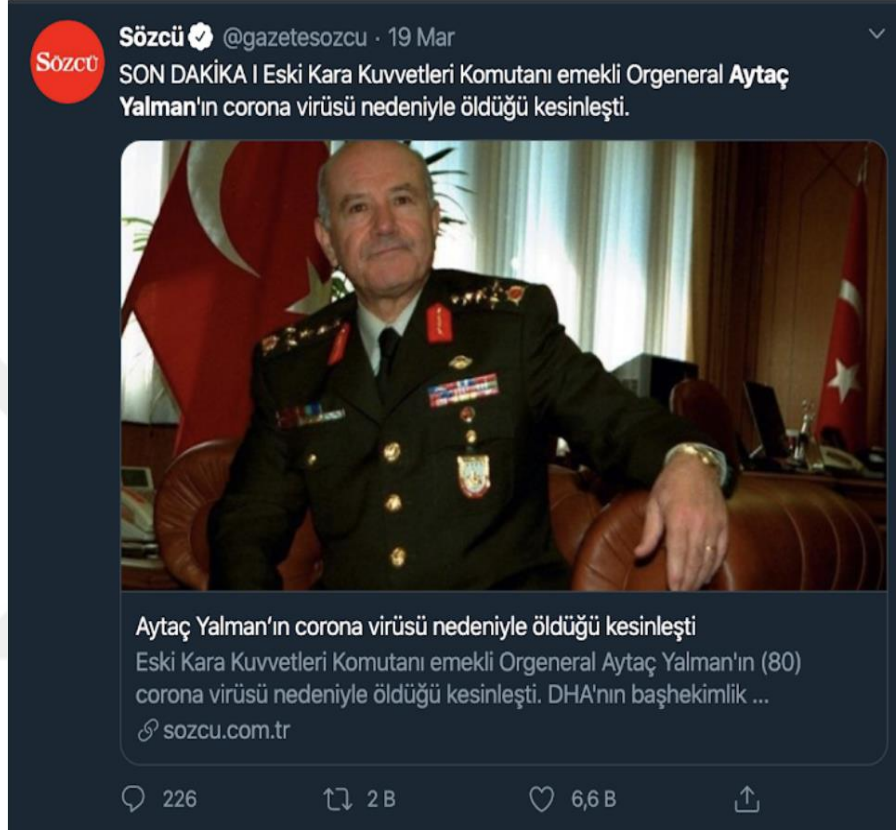 Sözcü @gazetesozcu · 19 Mar
SÖZCÜ
SON DAKİKA I Eski Kara Kuvvetleri Komutanı emekli Orgeneral Aytaç
Yalman'ın corona virüsü nedeniyle öldüğü kesinleşti.
Aytaç Yalman'ın corona virüsü nedeniyle öldüğü kesinleşti
Eski Kara Kuvvetleri Komutanı emekli Orgeneral Aytaç Yalman'ın (80)
corona virüsü nedeniyle öldüğü kesinleşti. DHA'nın başhekimlik ...
sozcu.com.tr
226 2 B 6,6 B